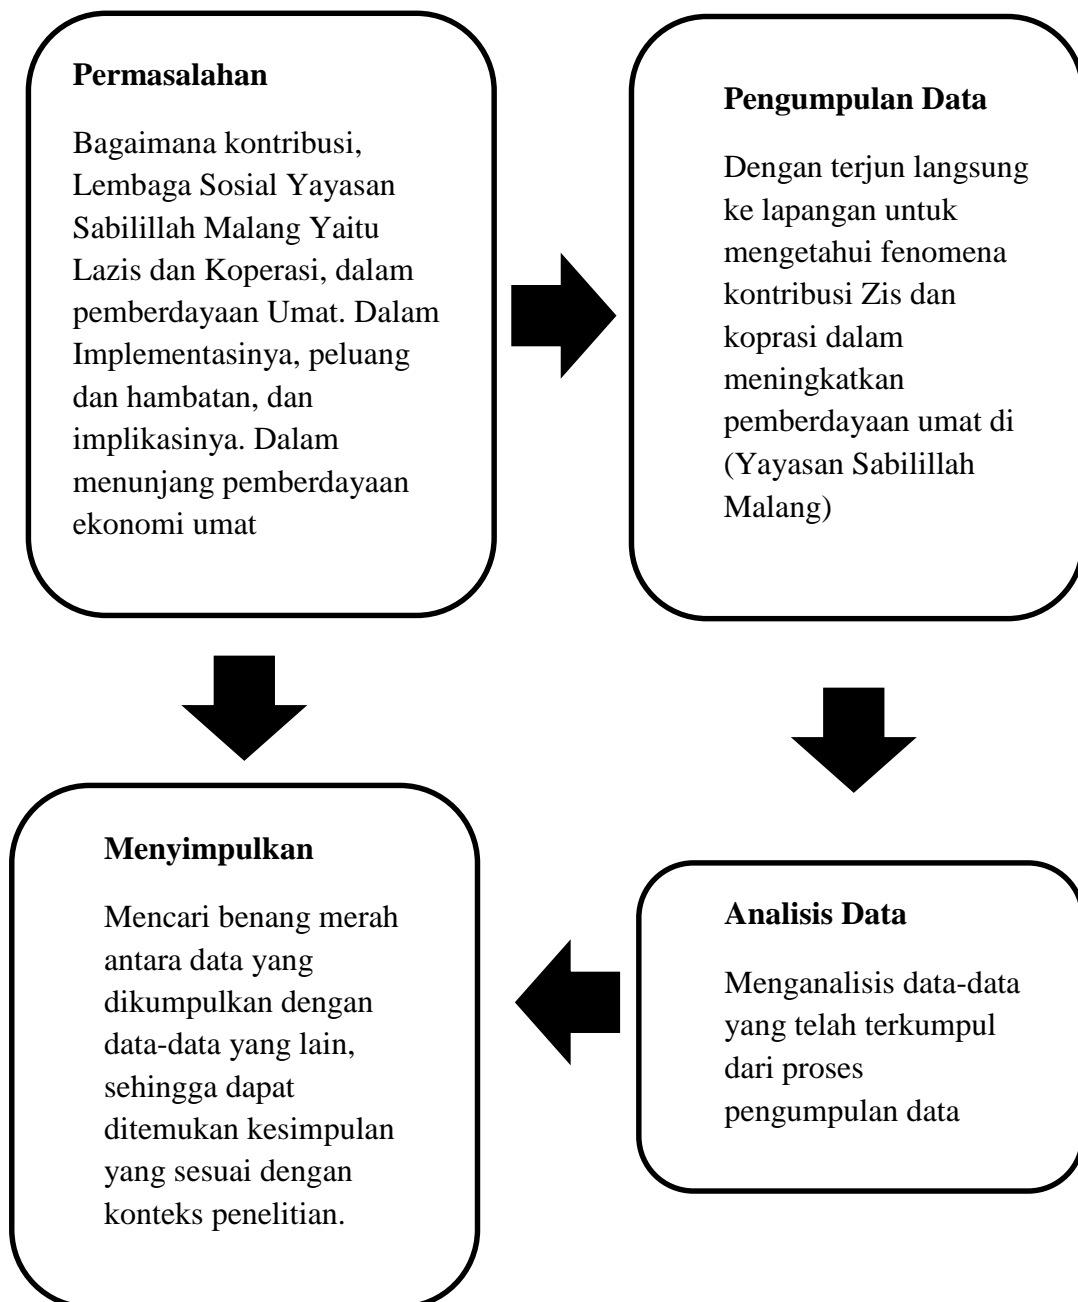 Permasalahan
Bagaimana kontribusi,
Lembaga Sosial Yayasan
Sabilillah Malang Yaitu
Lazis dan Koperasi, dalam
pemberdayaan Umat. Dalam
Implementasinya, peluang
dan hambatan, dan
implikasinya. Dalam
menunjang pemberdayaan
ekonomi umat
Pengumpulan Data
Dengan terjun langsung
ke lapangan untuk
mengetahui fenomena
kontribusi Zis dan
koprasi dalam
meningkatkan
pemberdayaan umat di
(Yayasan Sabilillah
Malang)
Menyimpulkan
Mencari benang merah
antara data yang
dikumpulkan dengan
data-data yang lain,
sehingga dapat
ditemukan kesimpulan
yang sesuai dengan
konteks penelitian.
Analisis Data
Menganalisis data-data
yang telah terkumpul
dari proses
pengumpulan data